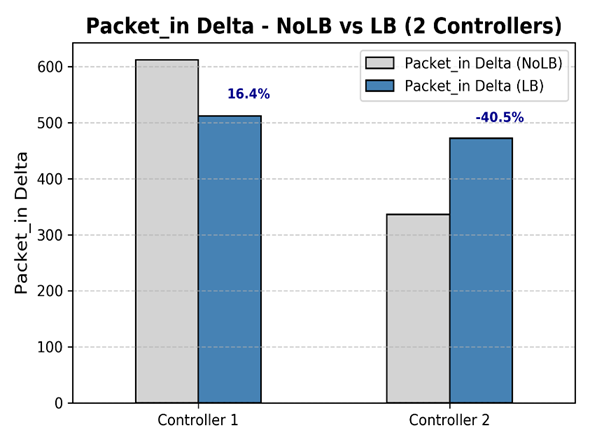 Packet_in Delta - NoLB vs LB (2 Controllers)
Packet_in Delta (NoLB)
Packet_in Delta (LB)
600
500
400
300
200
100
0
Packet_in Delta
16.4%
-40.5%
Controller 1
Controller 2